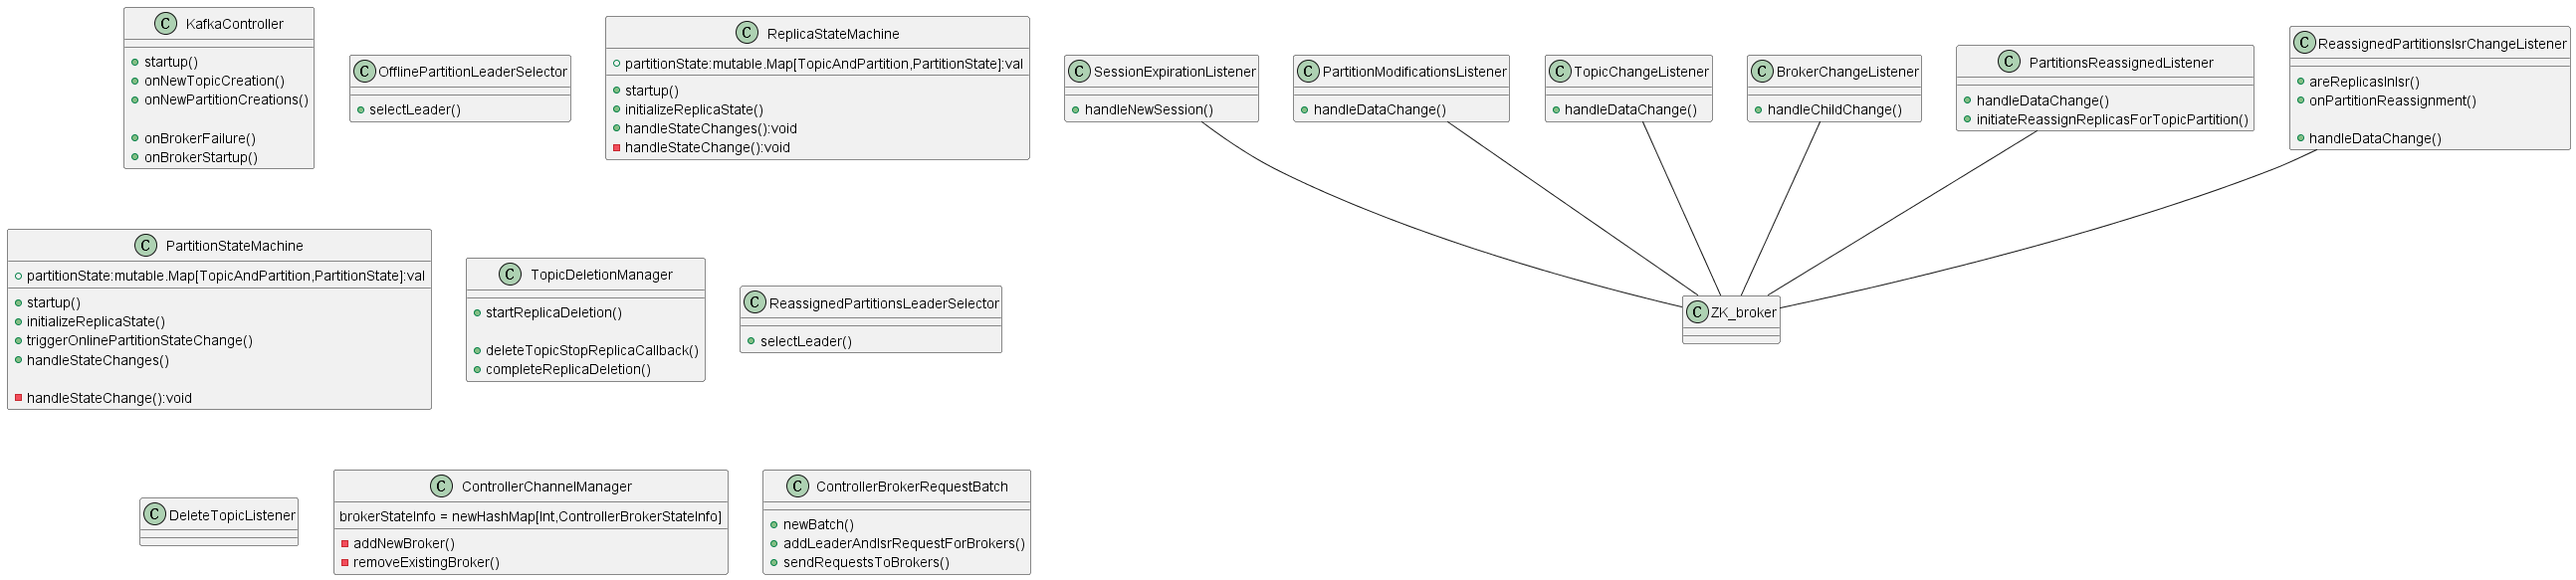 C KafkaController
startup()
onNewTopicCreation()
onNewPartitionCreations()
onBrokerFailure()
onBrokerStartup()
C OfflinePartitionLeaderSelector
selectLeader()
C ReplicaStateMachine
partitionState:mutable.Map[TopicAndPartition,PartitionState]:val
startup()
initializeReplicaState()
handleStateChanges():void
handleStateChange():void
C SessionExpirationListener
handleNewSession()
C PartitionModificationsListener
handleDataChange()
C TopicChangeListener
handleDataChange()
C BrokerChangeListener
handleChildChange()
C PartitionsReassignedListener
handleDataChange()
initiateReassignReplicasForTopicPartition()
C ReassignedPartitionsIsrChangeListener
areReplicasInIsr()
onPartitionReassignment()
handleDataChange()
C PartitionStateMachine
partitionState:mutable.Map[TopicAndPartition,PartitionState]:val
startup()
initializeReplicaState()
triggerOnlinePartitionStateChange()
handleStateChanges()
handleStateChange():void
C TopicDeletionManager
startReplicaDeletion()
deleteTopicStopReplicaCallback()
completeReplicaDeletion()
C ReassignedPartitionsLeaderSelector
selectLeader()
C ZK_broker
C DeleteTopicListener
C ControllerChannelManager
brokerStateInfo = newHashMap[Int,ControllerBrokerStateInfo]
addNewBroker()
removeExistingBroker()
C ControllerBrokerRequestBatch
newBatch()
addLeaderAndIsrRequestForBrokers()
sendRequestsToBrokers()